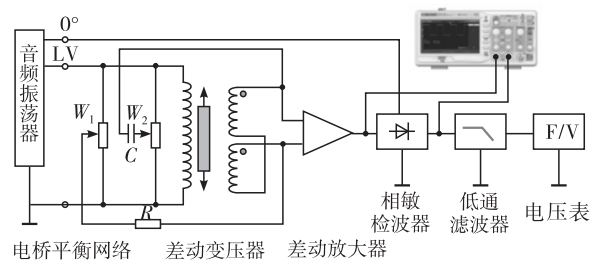 0°
LV
音频振荡器
W1
W2
C
R
F/V
相敏
检波器
低通
滤波器
电压表
电桥平衡网络
差动变压器
差动放大器